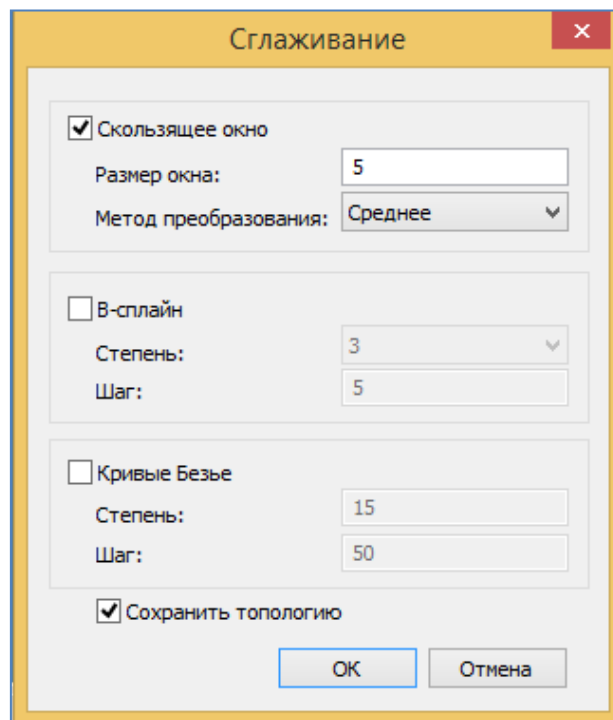 Сглаживание
Скользящее окно
Размер окна: 5
Метод преобразования: Среднее
В-сплайн
Степень: 3
Шаг: 5
Кривые Безье
Степень: 15
Шаг: 50
Сохранить топологию
ОК Отмена